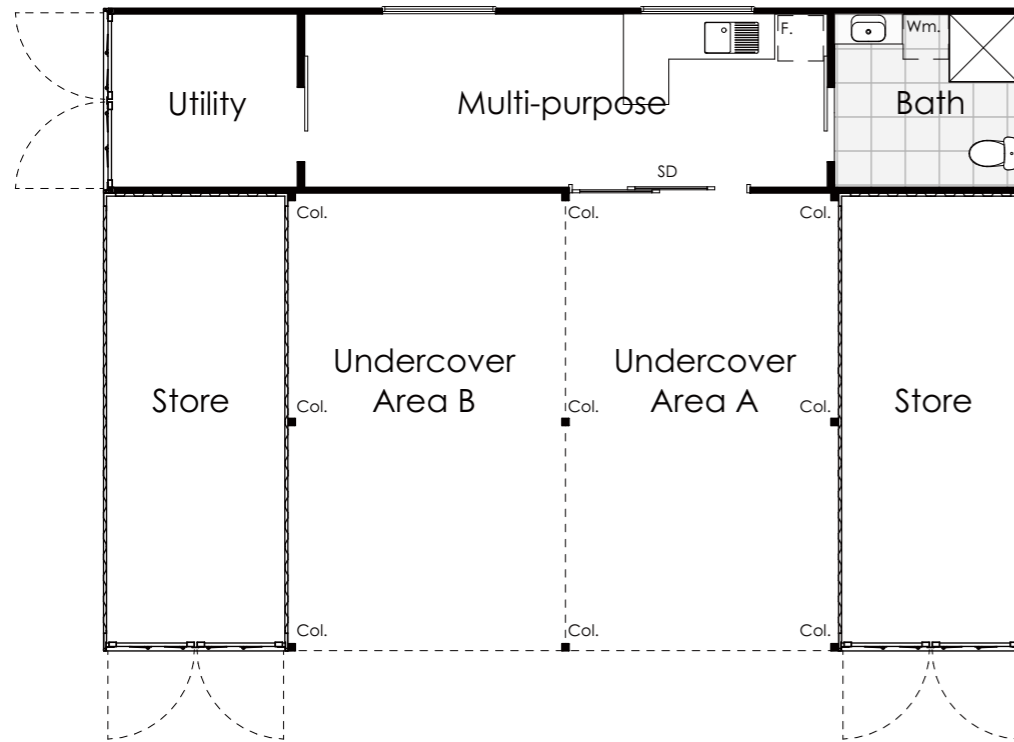 F.
Wm.
Utility
Multi-purpose
Bath
SD
Col.
Col.
Col.
Undercover
Area B
Undercover
Area A
Store
Col.
Col.
Col.
Store
Col.
Col.
Col.